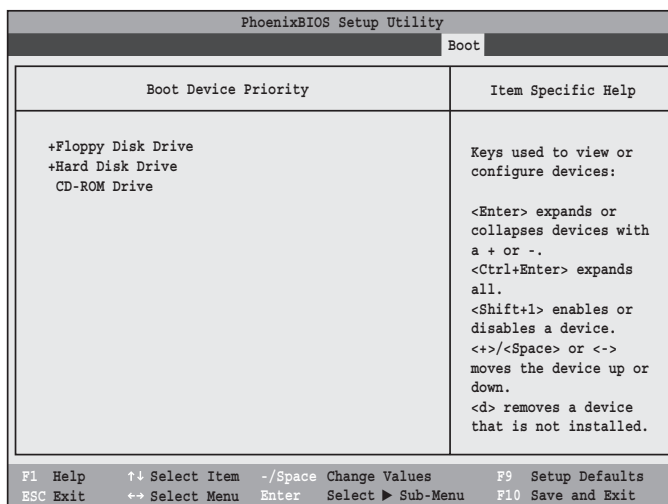 PhoenixBIOS Setup Utility
Boot
Boot Device Priority
Item Specific Help
+Floppy Disk Drive
+Hard Disk Drive
CD-ROM Drive
Keys used to view or
configure devices:
<Enter> expands or
collapses devices with
a + or -.
<Ctrl+Enter> expands
all.
<Shift+1> enables or
disables a device.
<+>/<Space> or <->
moves the device up or
down.
<d> removes a device
that is not installed.
F1 Help ↑↓ Select Item -/Space Change Values F9 Setup Defaults
ESC Exit ←→ Select Menu Enter Select ▶ Sub-Menu F10 Save and Exit